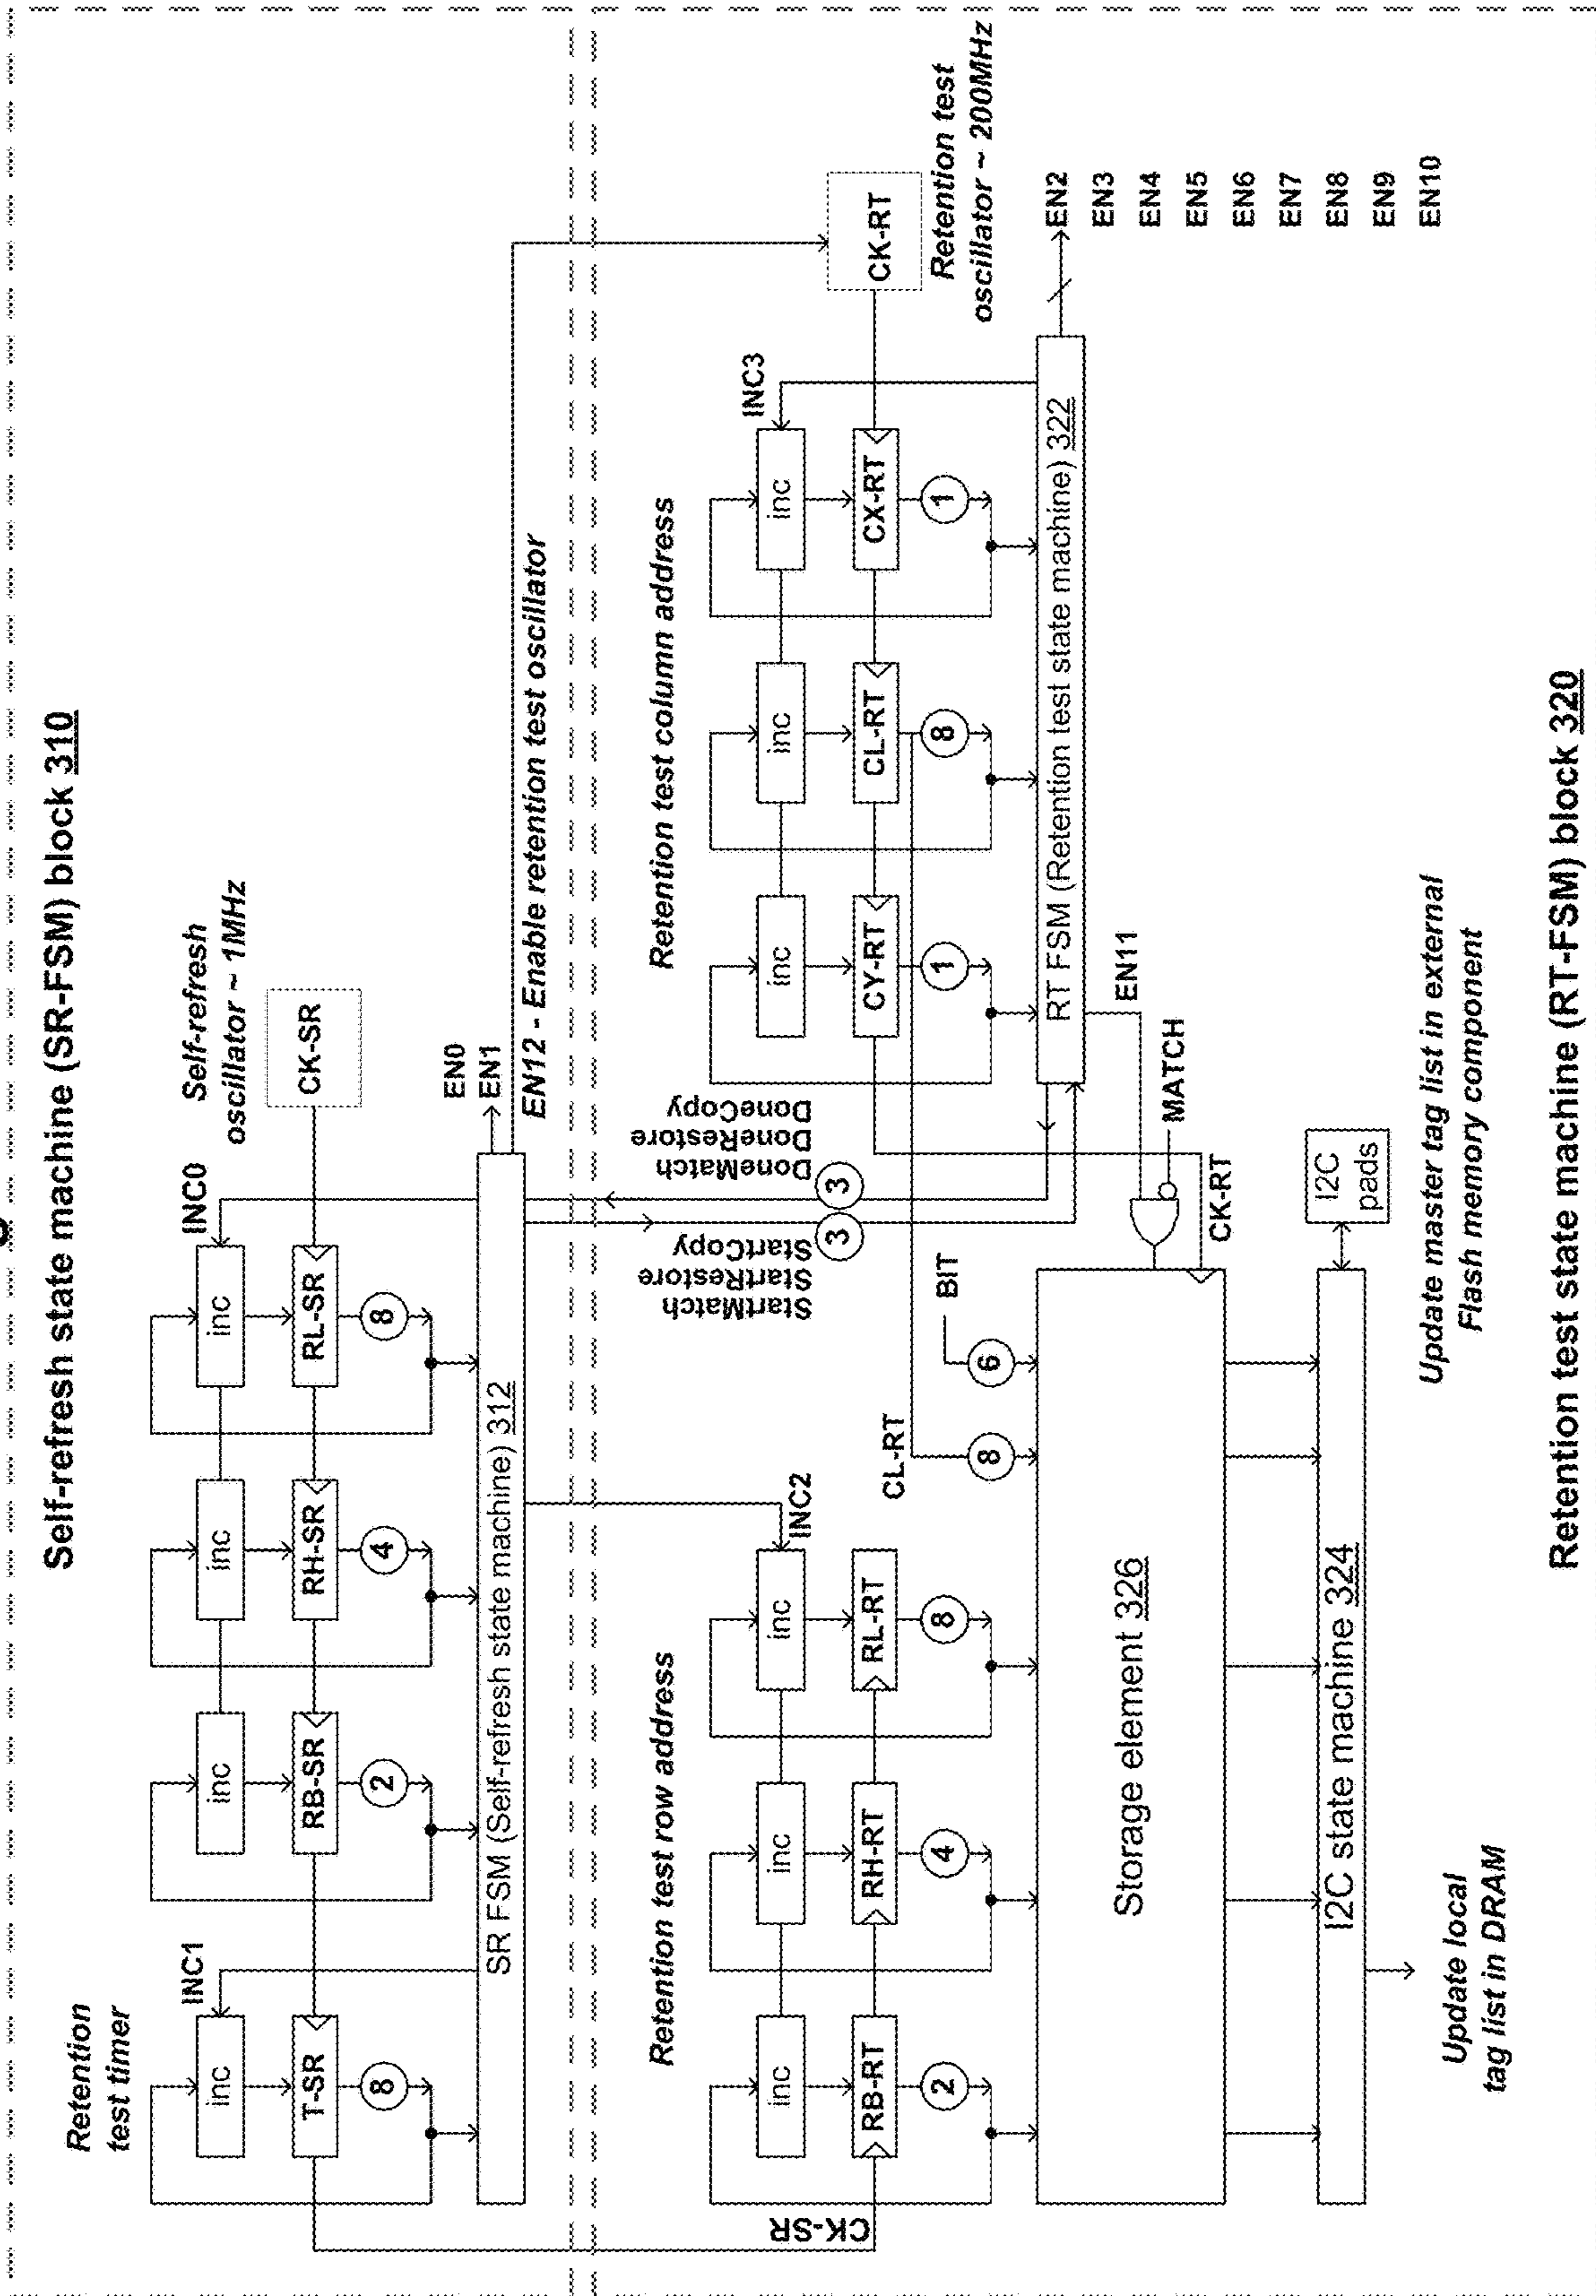 Self-refresh state machine (SR-FSM) block 310
Retention
test timer
INC1
inc
inc
inc
inc
INC0
Self-refresh
oscillator ~ 1MHz
T-SR
RB-SR
RH-SR
RL-SR
CK-SR
8
2
4
8
SR FSM (Self-refresh state machine) 312
EN0
EN1
EN12 - Enable retention test oscillator
CK-SR
Retention test row address
INC2
inc
inc
inc
RB-RT
RH-RT
RL-RT
2
4
8
StartMatch
StartRestore
StartCopy
3
DoneMatch
DoneRestore
DoneCopy
3
Retention test column address
INC3
inc
inc
inc
CY-RT
CL-RT
CX-RT
1
8
1
CK-RT
Retention test
oscillator ~ 200MHz
RT FSM (Retention test state machine) 322
EN2
EN3
EN4
EN5
EN6
EN7
EN8
EN9
EN10
EN11
MATCH
CL-RT
8
BIT
6
CK-RT
Storage element 326
I2C state machine 324
I2C
pads
Update local
tag list in DRAM
Update master tag list in external
Flash memory component
Retention test state machine (RT-FSM) block 320